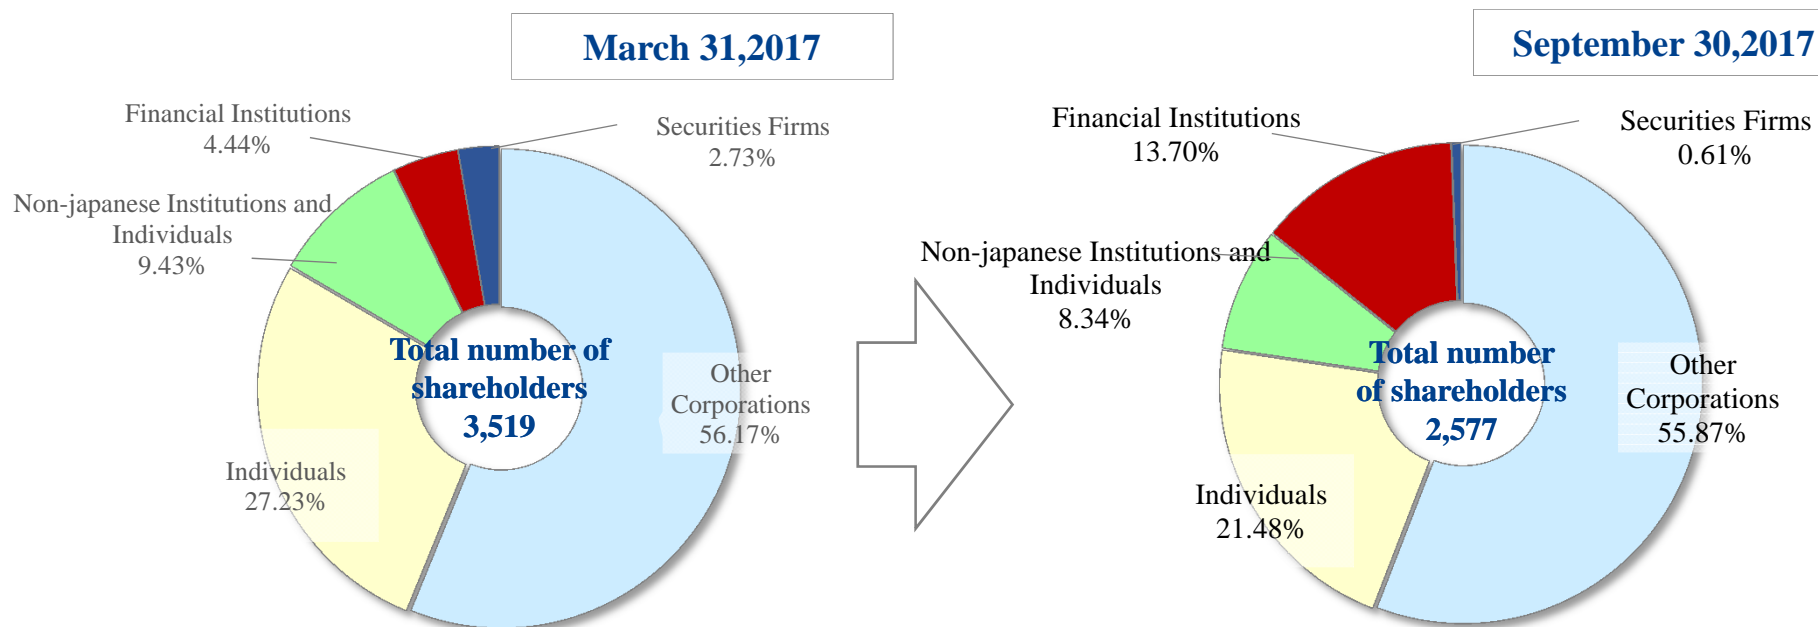 March 31,2017
Financial Institutions
4.44%
Securities Firms
2.73%
Non-japanese Institutions and
Individuals
9.43%
Total number of
shareholders
3,519
Other
Corporations
56.17%
Individuals
27.23%
September 30,2017
Financial Institutions
13.70%
Securities Firms
0.61%
Non-japanese Institutions and
Individuals
8.34%
Total number
of shareholders
2,577
Other
Corporations
55.87%
Individuals
21.48%